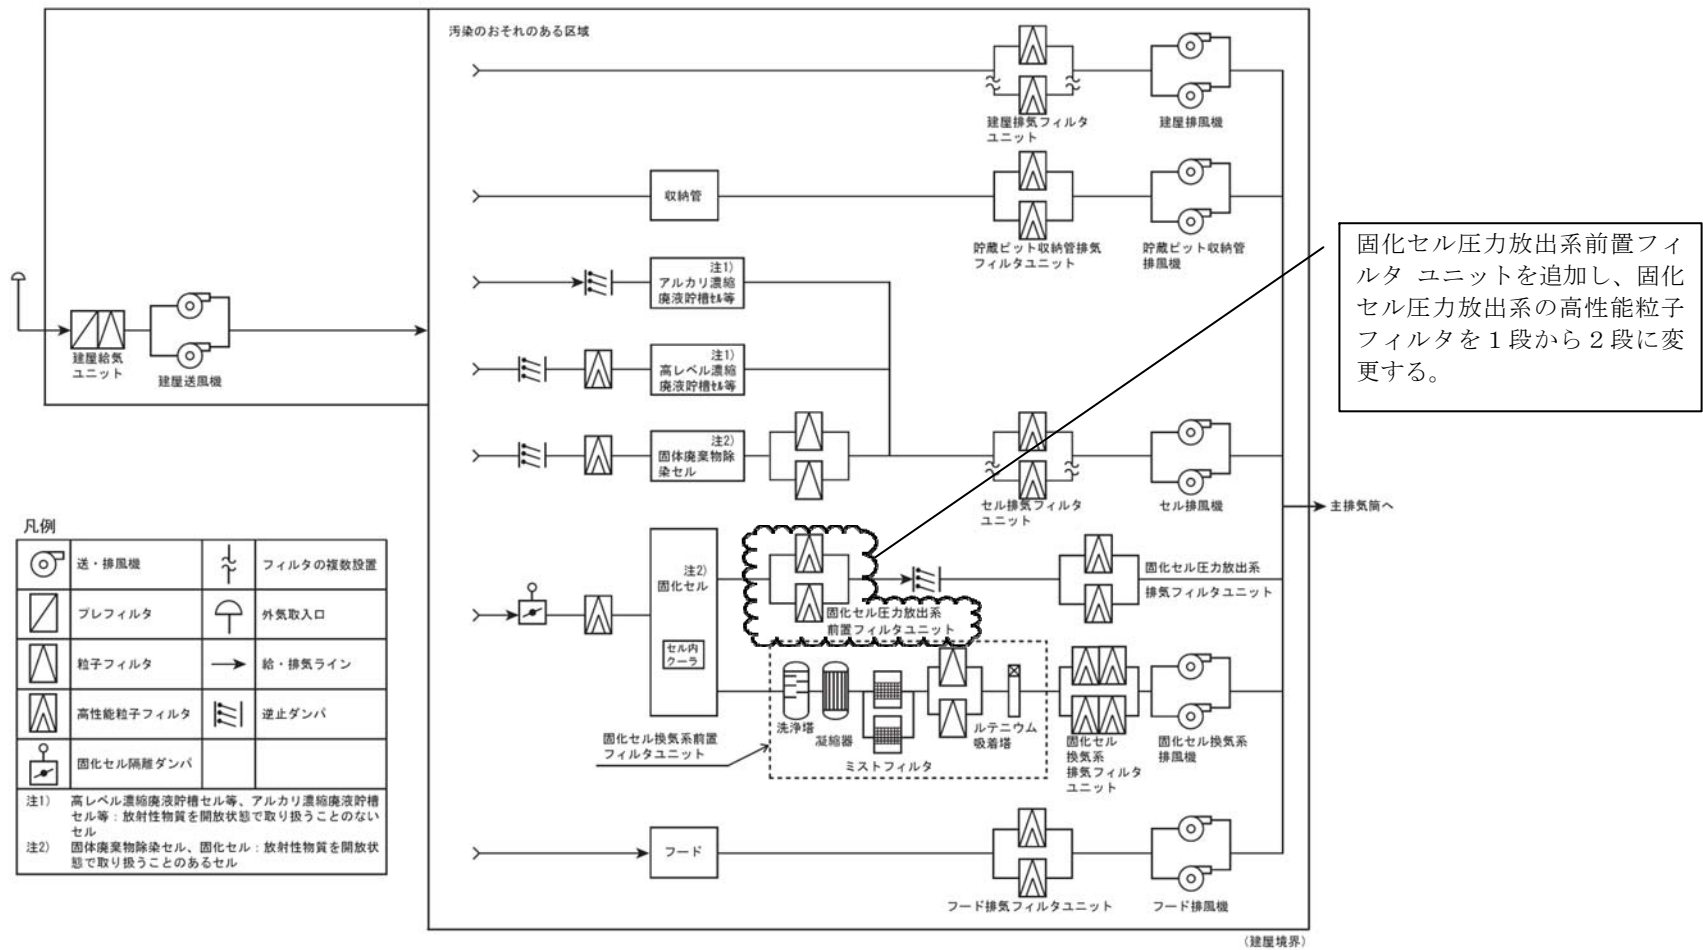 汚染のおそれのある区域
建屋排気フィルタ
ユニット
建屋排風機
収納管
貯蔵ピット収納管排気
フィルタユニット
貯蔵ピット収納管
排風機
固化セル圧力放出系前置フィ
ルタ ユニットを追加し、固化
セル圧力放出系の高性能粒子
フィルタを1段から2段に変
更する。
注1)
アルカリ濃縮
廃液貯槽セル等
建屋給気
ユニット
建屋送風機
注1)
高レベル濃縮
廃液貯槽セル等
注2)
固体廃棄物除
染セル
セル排気フィルタ
ユニット
セル排風機
主排気筒へ
注2)
固化セル
セル内
クーラ
固化セル圧力放出系
前置フィルタユニット
固化セル圧力放出系
排気フィルタユニット
洗浄塔
凝縮器
ミストフィルタ
ルテニウム
吸着塔
固化セル換気系前置
フィルタユニット
固化セル
換気系
排気フィルタ
ユニット
固化セル換気系
排風機
フード
フード排気フィルタユニット
フード排風機
(建屋境界)
凡例
送・排風機
フィルタの複数設置
プレフィルタ
外気取入口
粒子フィルタ
給・排気ライン
高性能粒子フィルタ
逆止ダンパ
固化セル隔離ダンパ
注1) 高レベル濃縮廃液貯槽セル等、アルカリ濃縮廃液貯槽
セル等：放射性物質を開放状態で取り扱うことのない
セル
注2) 固体廃棄物除染セル、固化セル：放射性物質を開放状
態で取り扱うことのあるセル